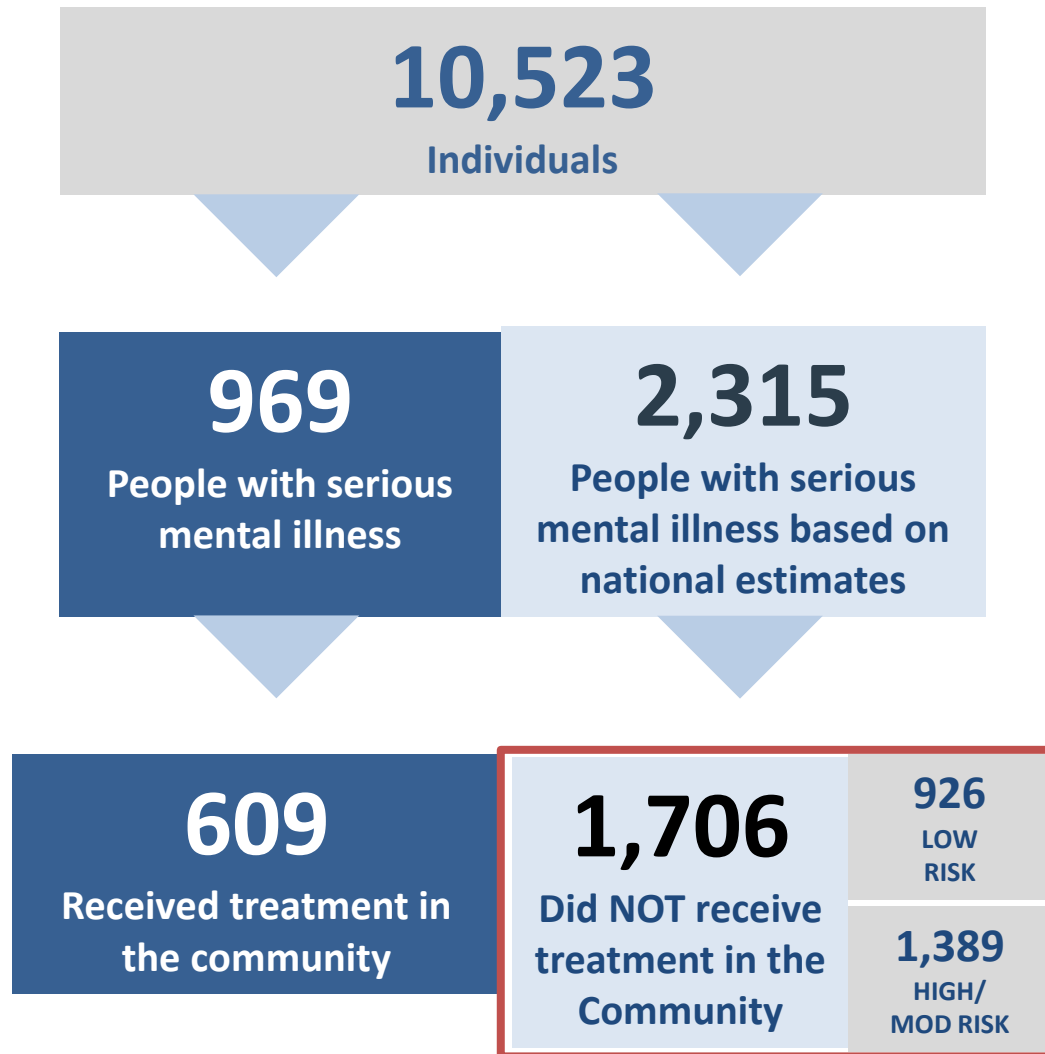 10,523
Individuals
969
People with serious
mental illness
2,315
People with serious
mental illness based on
national estimates
609
Received treatment in
the community
1,706
Did NOT receive
treatment in the
Community
926
LOW
RISK
1,389
HIGH/
MOD RISK